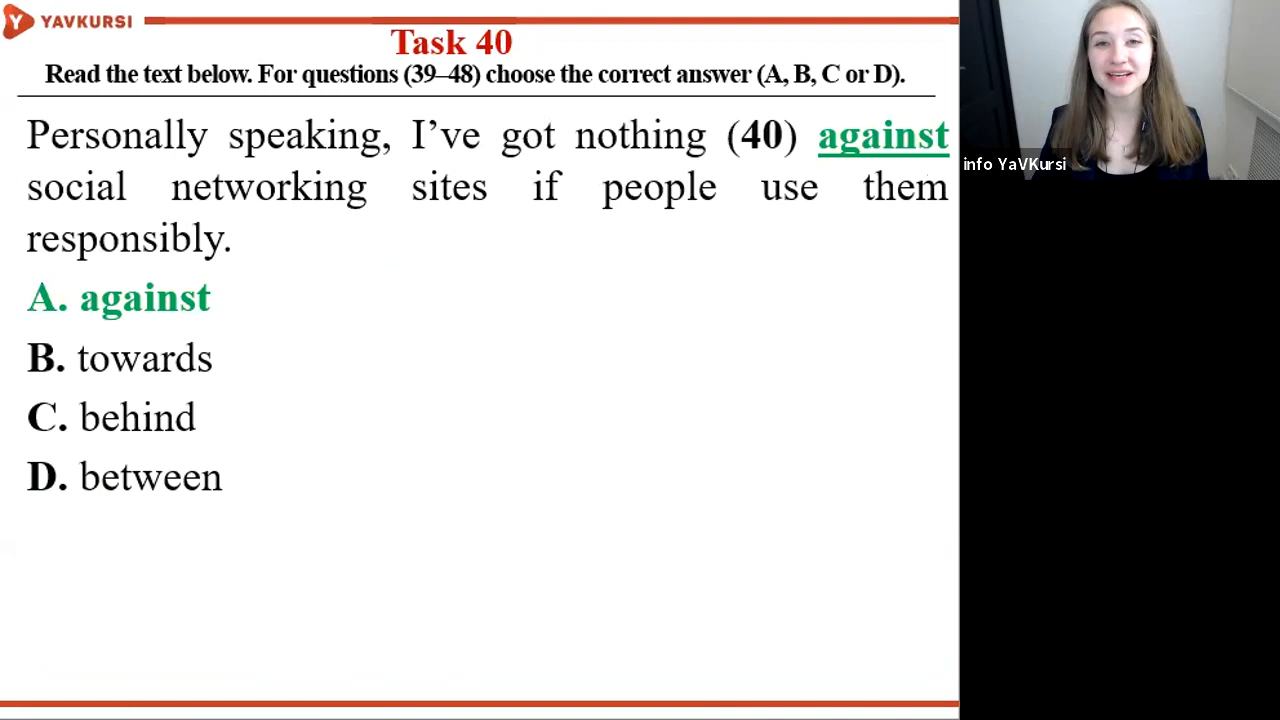 YAVKURSI
Task 40
Read the text below. For questions (39–48) choose the correct answer (A, B, C or D).
Personally speaking, I’ve got nothing (40) against
social networking sites if people use them
responsibly.
A. against
B. towards
C. behind
D. between
info YaVKursi